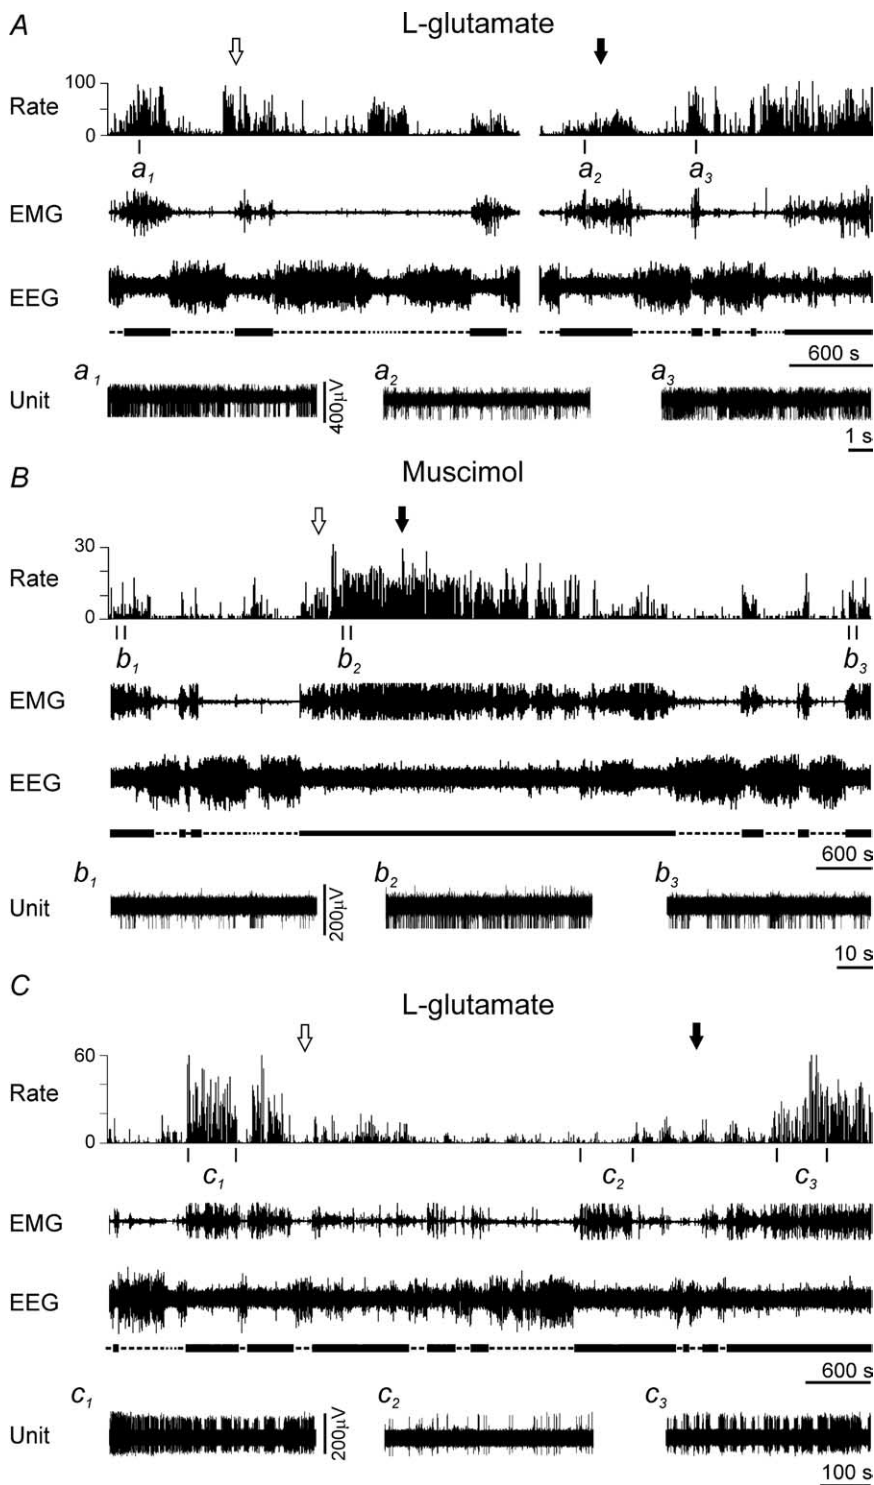 A
L-glutamate
100
Rate
0
a1
a2
a3
EMG
EEG
600 s
a1
a2
a3
Unit
400µV
1 s
B
Muscimol
30
Rate
0
b1
b2
b3
EMG
EEG
600 s
b1
b2
b3
Unit
200µV
10 s
C
L-glutamate
60
Rate
0
c1
c2
c3
EMG
EEG
600 s
c1
c2
c3
Unit
200µV
100 s